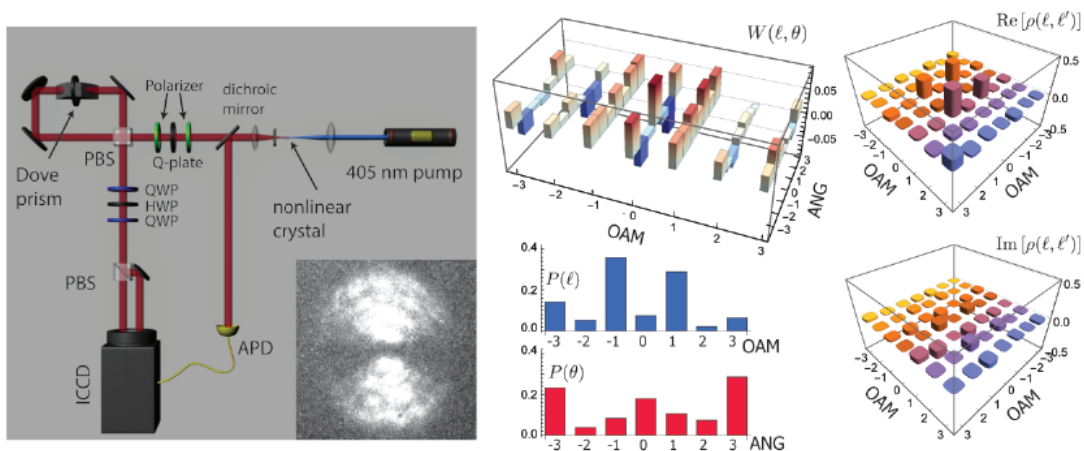 Polarizer
dichroic
mirror
PBS
Q-plate
405 nm pump
Dove
prism
QWP
HWP
QWP
nonlinear
crystal
PBS
APD
ICCD
W(ℓ, θ)
0.05
0.00
-0.05
-3
-2
-1
0
1
2
3
OAM
3
2
1
0
-1
-2
-3
ANG
P(ℓ)
0.4
0.2
0.0
-3 -2 -1 0 1 2 3
OAM
P(θ)
0.4
0.2
0.0
-3 -2 -1 0 1 2 3
ANG
Re [ρ(ℓ, ℓ′)]
0.5
0.0
-0.5
-3
-2
-1
0
1
2
3
OAM
-3
-2
-1
0
1
2
3
OAM
Im [ρ(ℓ, ℓ′)]
0.5
0.0
-0.5
-3
-2
-1
0
1
2
3
OAM
-3
-2
-1
0
1
2
3
OAM